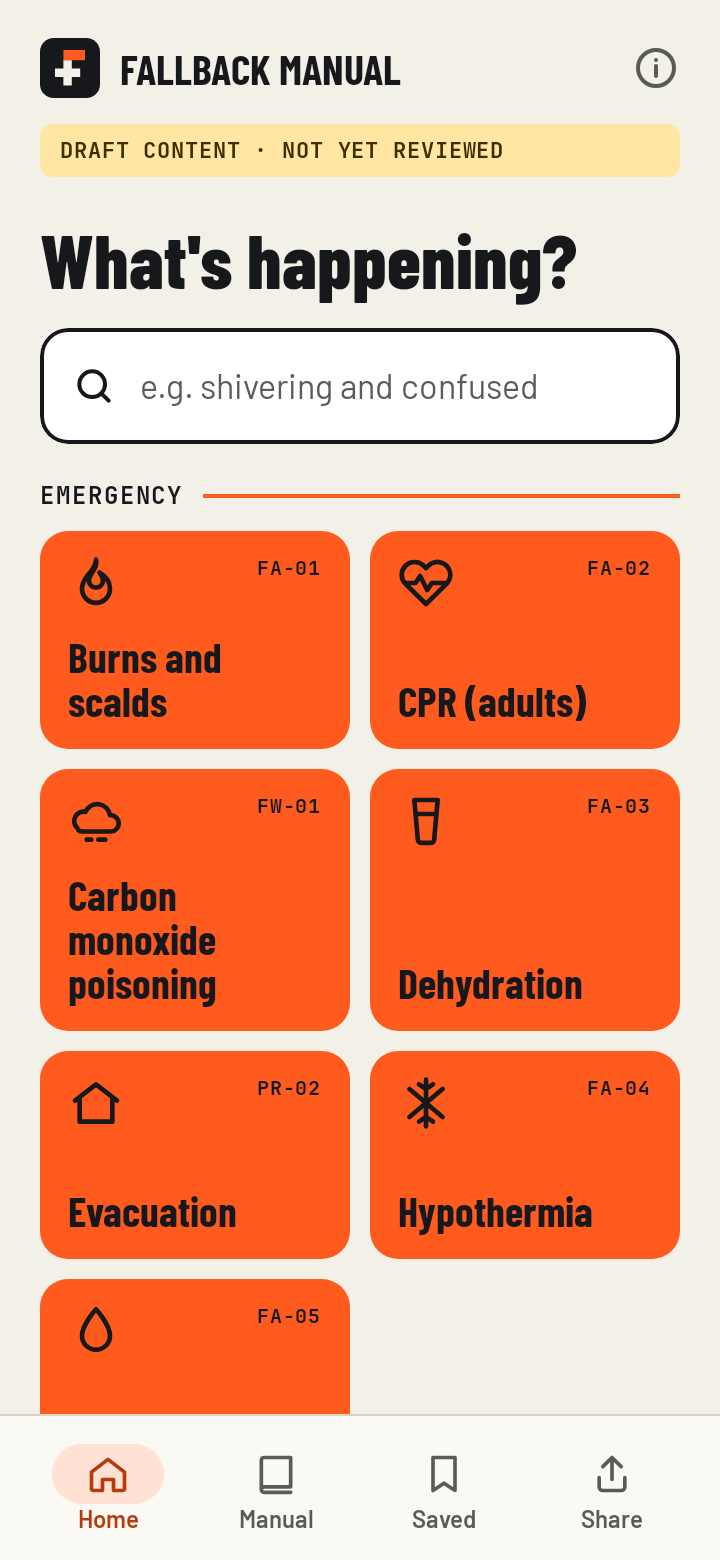 FALLBACK MANUAL
DRAFT CONTENT · NOT YET REVIEWED
What's happening?
e.g. shivering and confused
EMERGENCY
FA-01
Burns and
scalds
FA-02
CPR (adults)
FW-01
Carbon
monoxide
poisoning
FA-03
Dehydration
PR-02
Evacuation
FA-04
Hypothermia
FA-05
Home
Manual
Saved
Share